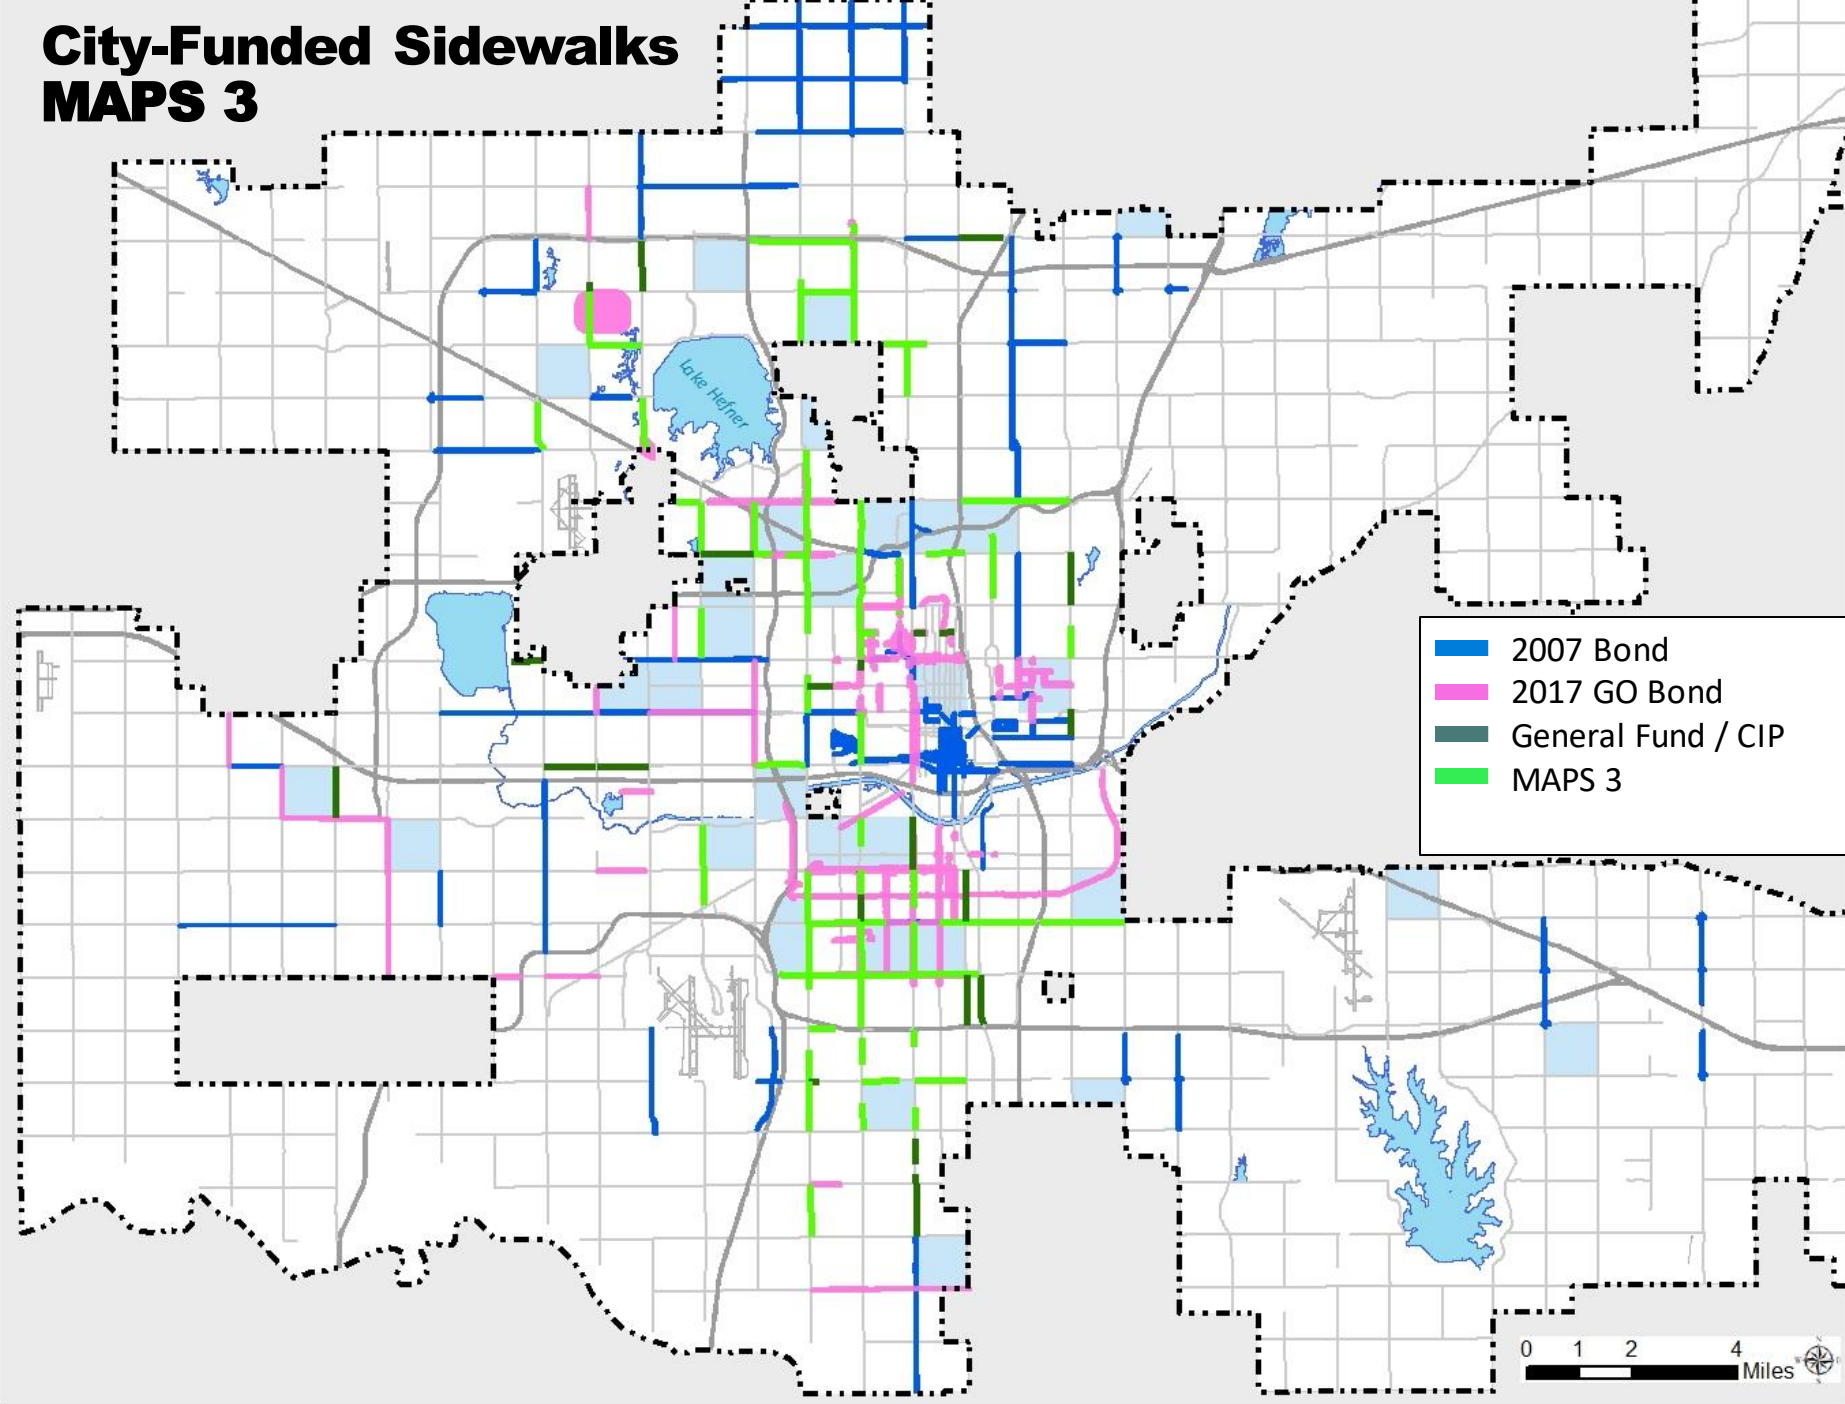 City-Funded Sidewalks
MAPS 3
Lake Hefner
2007 Bond
2017 GO Bond
General Fund / CIP
MAPS 3
0 1 2 4
Miles